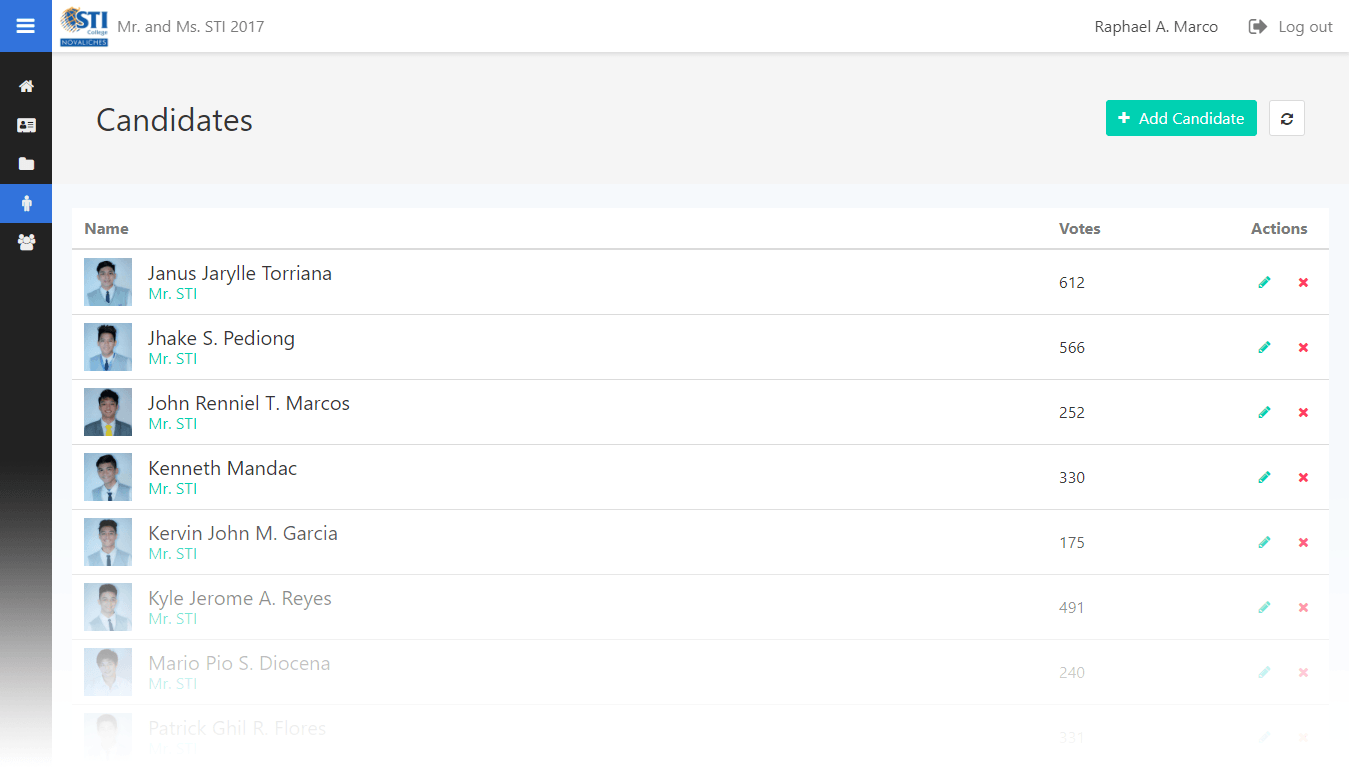 STI
College
NOVALICHES
Mr. and Ms. STI 2017
Raphael A. Marco
Log out
Candidates
Add Candidate
Name Votes Actions
Janus Jarylle Torriana
Mr. STI
612
Jhake S. Pediong
Mr. STI
566
John Renniel T. Marcos
Mr. STI
252
Kenneth Mandac
Mr. STI
330
Kervin John M. Garcia
Mr. STI
175
Kyle Jerome A. Reyes
Mr. STI
491
Mario Pio S. Diocena
Mr. STI
240
Patrick Ghil R. Flores
Mr. STI
331